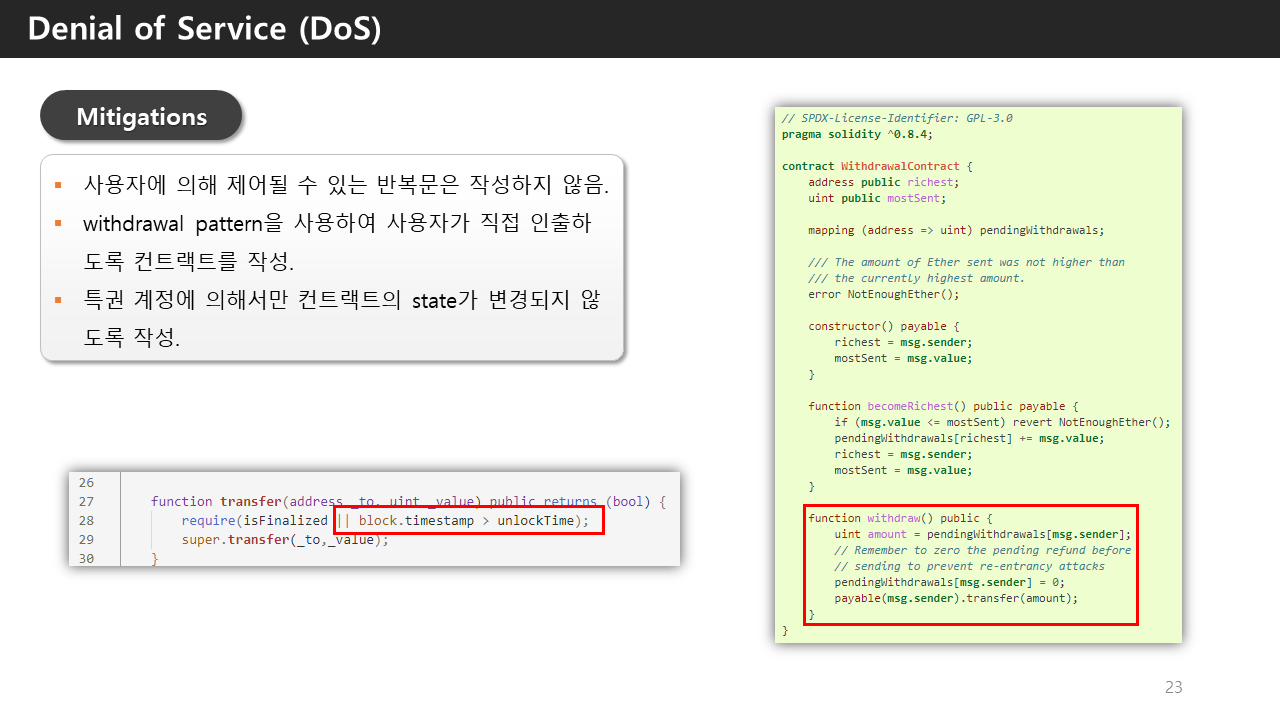 Denial of Service (DoS)
Mitigations
▪ 사용자에 의해 제어될 수 있는 반복문은 작성하지 않음.
▪ withdrawal pattern을 사용하여 사용자가 직접 인출하
도록 컨트랙트를 작성.
▪ 특권 계정에 의해서만 컨트랙트의 state가 변경되지 않
도록 작성.
26
27 function transfer(address _to, uint _value) public returns (bool) {
28 require(isFinalized || block.timestamp > unlockTime);
29 super.transfer(_to,_value);
30 }
// SPDX-License-Identifier: GPL-3.0
pragma solidity ^0.8.4;
contract WithdrawalContract {
address public richest;
uint public mostSent;
mapping (address => uint) pendingWithdrawals;
/// The amount of Ether sent was not higher than
/// the currently highest amount.
error NotEnoughEther();
constructor() payable {
richest = msg.sender;
mostSent = msg.value;
}
function becomeRichest() public payable {
if (msg.value <= mostSent) revert NotEnoughEther();
pendingWithdrawals[richest] += msg.value;
richest = msg.sender;
mostSent = msg.value;
}
function withdraw() public {
uint amount = pendingWithdrawals[msg.sender];
// Remember to zero the pending refund before
// sending to prevent re-entrancy attacks
pendingWithdrawals[msg.sender] = 0;
payable(msg.sender).transfer(amount);
}
}
23